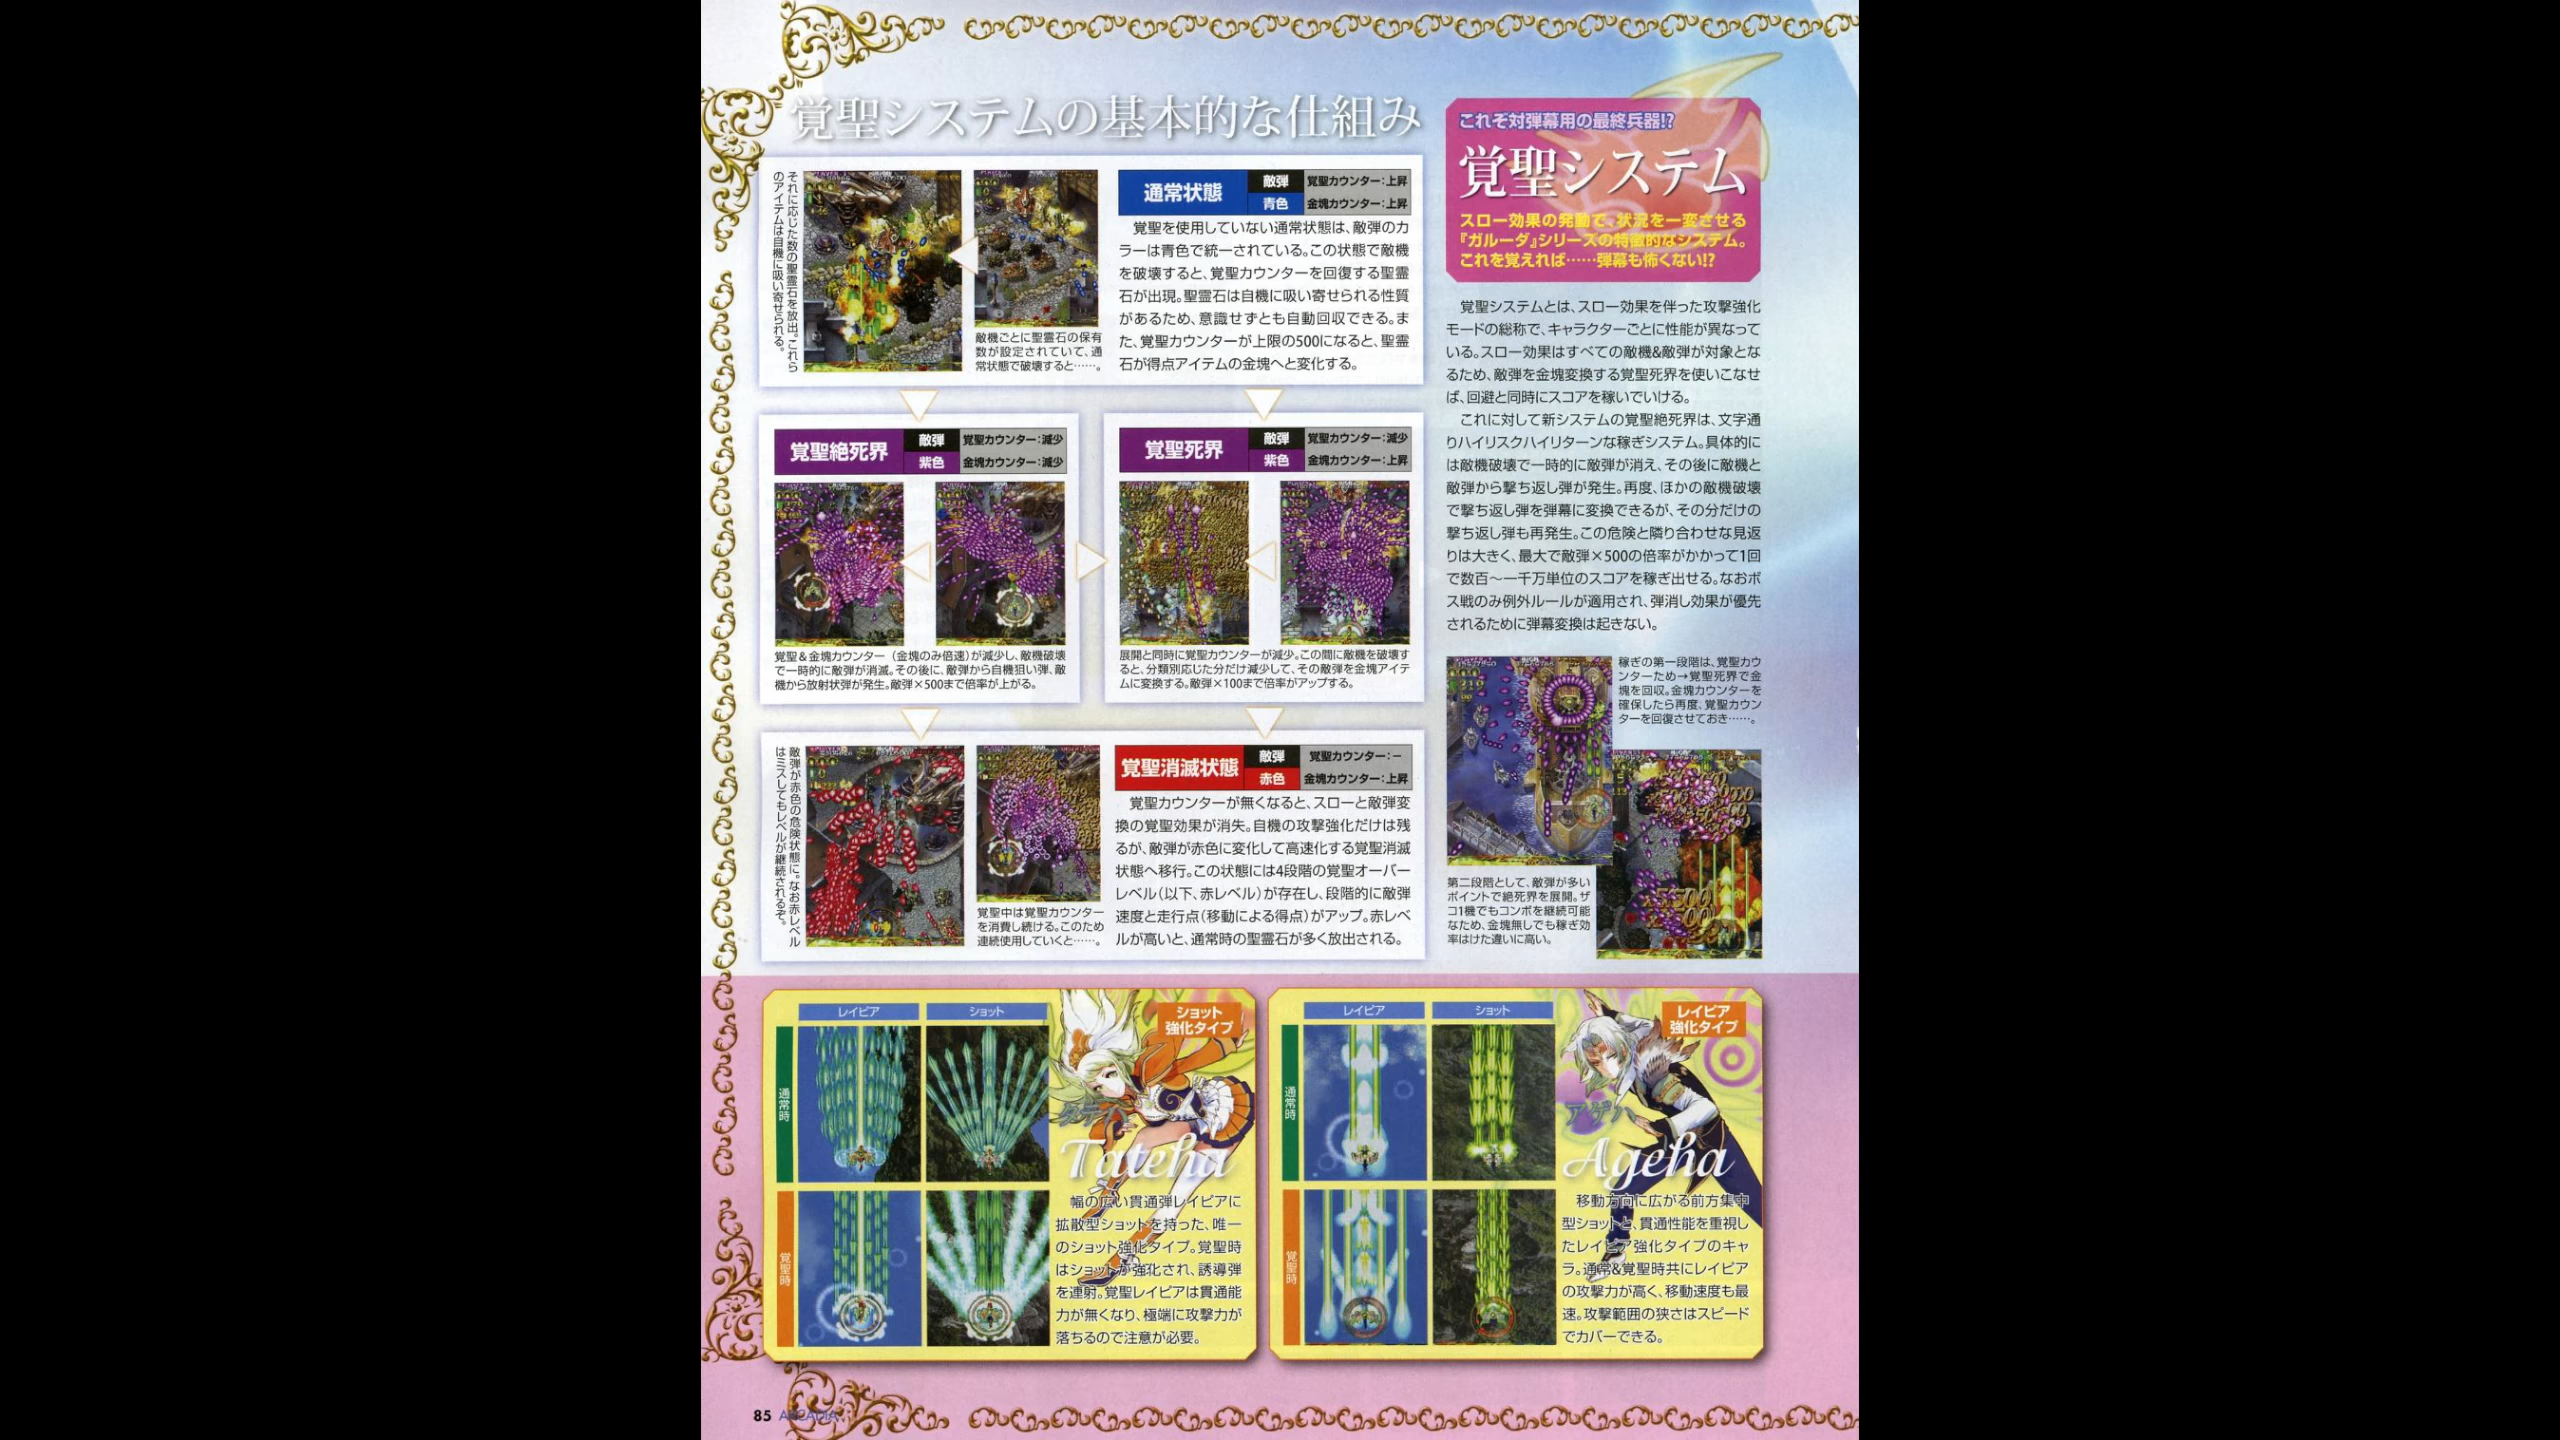 覚聖システムの基本的な仕組み
これぞ対弾幕用の最終兵器!?
覚聖システム
スロー効果の発動で、状況を一変させる
『ガルーダ』シリーズの特徴的なシステム。
これを覚えれば……弾幕も怖くない!?
覚聖システムとは、スロー効果を伴った攻撃強化
モードの総称で、キャラクターごとに性能が異なって
いる。スロー効果はすべての敵機&敵弾が対象とな
るため、敵弾を金塊変換する覚聖死界を使いこなせ
ば、回避と同時にスコアを稼いでいける。
これに対して新システムの覚聖絶死界は、文字通
りハイリスクハイリターンな稼ぎシステム。具体的に
は敵機破壊で一時的に敵弾が消え、その後に敵機と
敵弾から撃ち返し弾が発生。再度、ほかの敵機破壊
で撃ち返し弾を弾幕に変換できるが、その分だけの
撃ち返し弾も再発生。この危険と隣り合わせな見返
りは大きく、最大で敵弾×500の倍率がかかって1回
で数百～一千万単位のスコアを稼ぎ出せる。なおボ
ス戦のみ例外ルールが適用され、弾消し効果が優先
されるために弾幕変換は起きない。
稼ぎの第一段階は、覚聖カウ
ンターため→覚聖死界で金
塊を回収。金塊カウンターを
確保したら再度、覚聖カウン
ターを回復させておき……。
第二段階として、敵弾が多い
ポイントで絶死界を展開。ザ
コ1機でもコンボを継続可能
なため、金塊無しでも稼ぎ効
率はけた違いに高い。
通常状態
敵弾
青色
覚聖カウンター：上昇
金塊カウンター：上昇
覚聖を使用していない通常状態は、敵弾のカ
ラーは青色で統一されている。この状態で敵機
を破壊すると、覚聖カウンターを回復する聖霊
石が出現。聖霊石は自機に吸い寄せられる性質
があるため、意識せずとも自動回収できる。ま
た、覚聖カウンターが上限の500になると、聖霊
石が得点アイテムの金塊へと変化する。
敵機ごとに聖霊石の保有
数が設定されていて、通
常状態で破壊すると……。
それに応じた数の聖霊石を放出。これら
のアイテムは自機に吸い寄せられる。
覚聖死界
敵弾
紫色
覚聖カウンター：減少
金塊カウンター：上昇
展開と同時に覚聖カウンターが減少。この間に敵機を破壊す
ると、分類別応じた分だけ減少して、その敵弾を金塊アイテ
ムに変換する。敵弾×100まで倍率がアップする。
覚聖絶死界
敵弾
紫色
覚聖カウンター：減少
金塊カウンター：減少
覚聖＆金塊カウンター（金塊のみ倍速）が減少し、敵機破壊
で一時的に敵弾が消滅。その後に、敵弾から自機狙い弾、敵
機から放射状弾が発生。敵弾×500まで倍率が上がる。
覚聖消滅状態
敵弾
赤色
覚聖カウンター：－
金塊カウンター：上昇
覚聖カウンターが無くなると、スローと敵弾変
換の覚聖効果が消失。自機の攻撃強化だけは残
るが、敵弾が赤色に変化して高速化する覚聖消滅
状態へ移行。この状態には4段階の覚聖オーバー
レベル（以下、赤レベル）が存在し、段階的に敵弾
速度と走行点（移動による得点）がアップ。赤レベ
ルが高いと、通常時の聖霊石が多く放出される。
覚聖中は覚聖カウンター
を消費し続ける。このため
連続使用していくと……。
敵弾が赤色の危険状態に。なお赤レベル
はミスしてもレベルが継続されるぞ。
レイピア
ショット
ショット
強化タイプ
通常時
覚聖時
タテハ
Tateha
幅の広い貫通弾レイピアに
拡散型ショットを持った、唯一
のショット強化タイプ。覚聖時
はショットが強化され、誘導弾
を連射。覚聖レイピアは貫通能
力が無くなり、極端に攻撃力が
落ちるので注意が必要。
レイピア
ショット
レイピア
強化タイプ
通常時
覚聖時
アゲハ
Ageha
移動方向に広がる前方集中
型ショットと、貫通性能を重視し
たレイピア強化タイプのキャ
ラ。通常&覚聖時共にレイピア
の攻撃力が高く、移動速度も最
速。攻撃範囲の狭さはスピード
でカバーできる。
85 ARCADIA